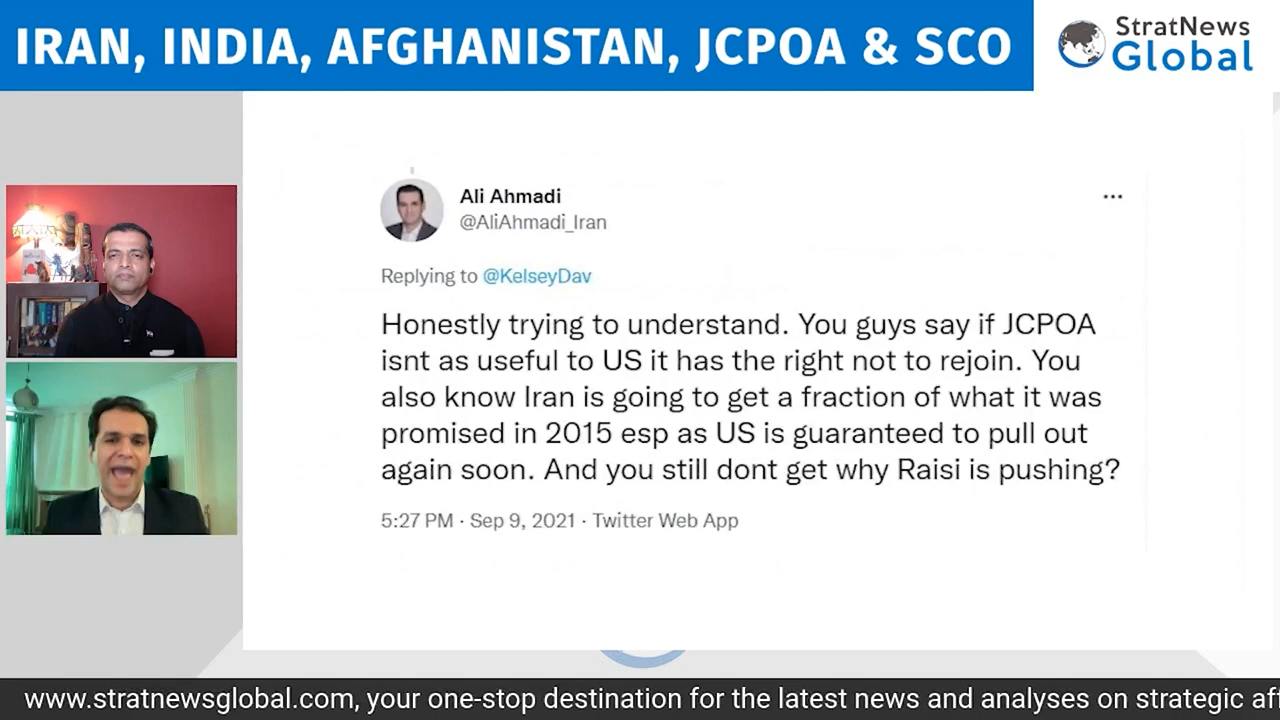 IRAN, INDIA, AFGHANISTAN, JCPOA & SCO
StratNews
Global
Ali Ahmadi
@AliAhmadi_Iran
Replying to @KelseyDav
Honestly trying to understand. You guys say if JCPOA
isnt as useful to US it has the right not to rejoin. You
also know Iran is going to get a fraction of what it was
promised in 2015 esp as US is guaranteed to pull out
again soon. And you still dont get why Raisi is pushing?
5:27 PM · Sep 9, 2021 · Twitter Web App
www.stratnewsglobal.com, your one-stop destination for the latest news and analyses on strategic af